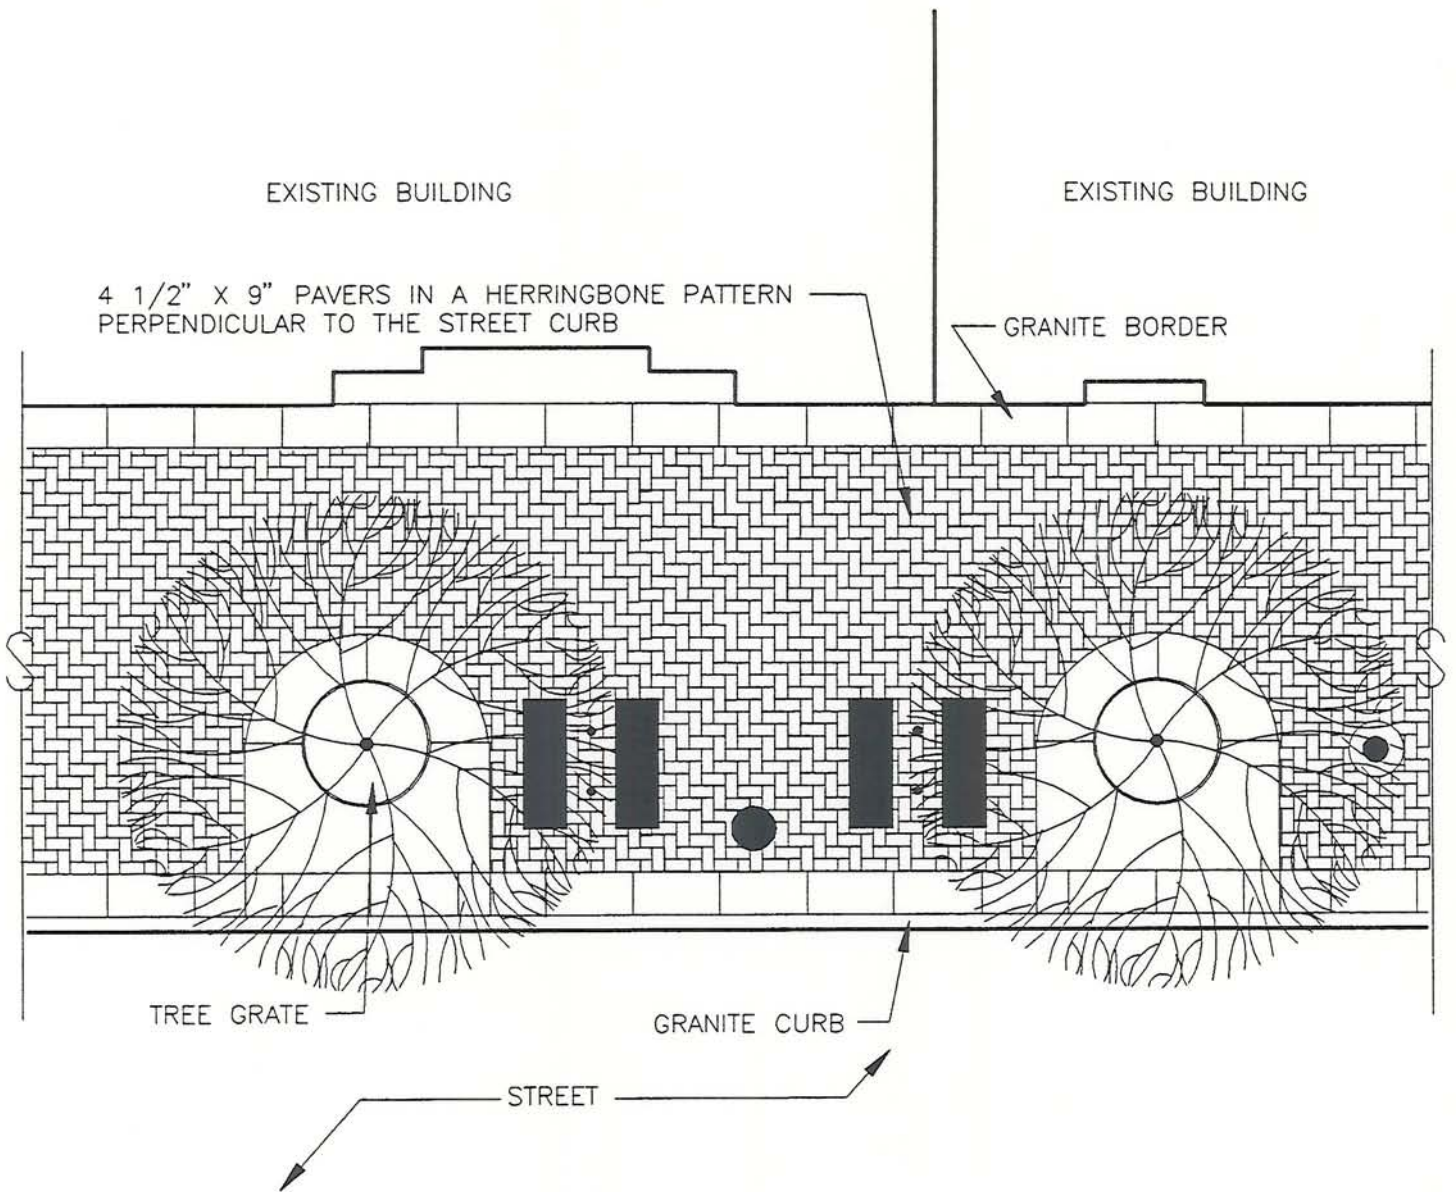 EXISTING BUILDING
EXISTING BUILDING
4 1/2" X 9" PAVERS IN A HERRINGBONE PATTERN
PERPENDICULAR TO THE STREET CURB
GRANITE BORDER
TREE GRATE
GRANITE CURB
STREET